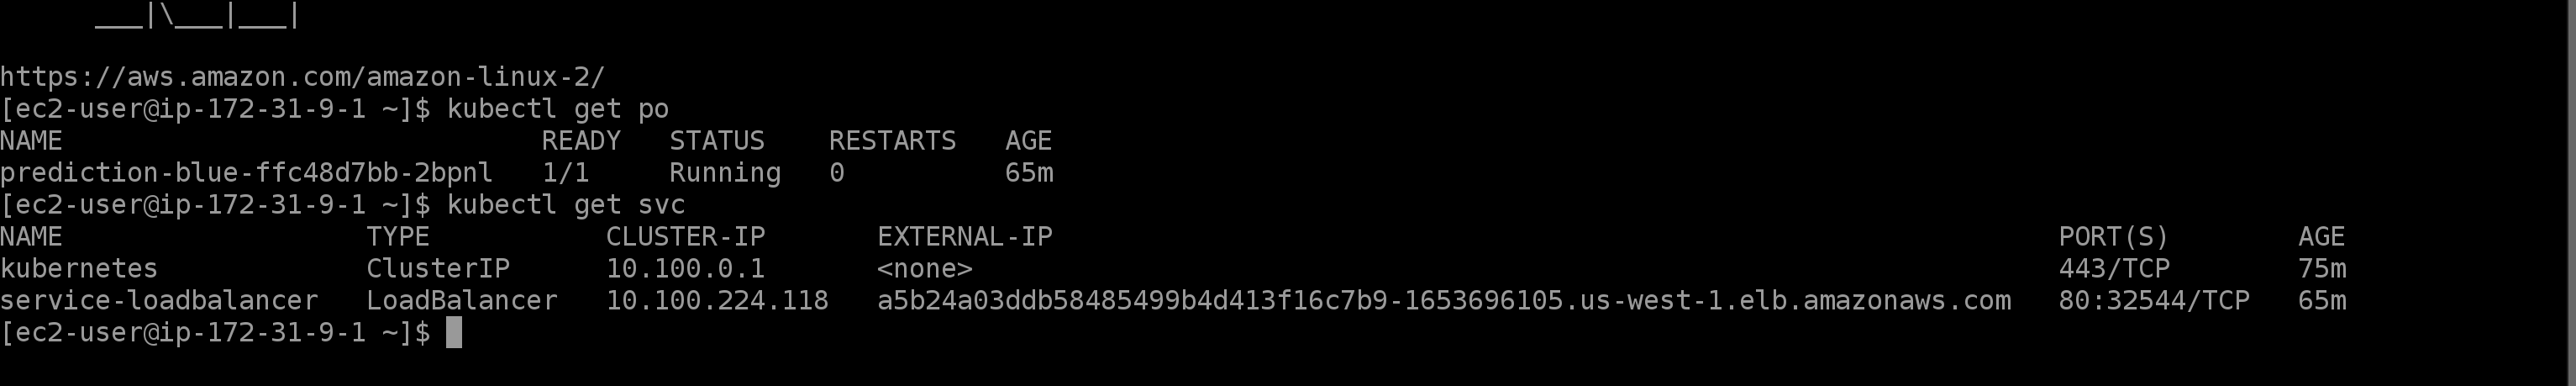 ___|\___|___|
https://aws.amazon.com/amazon-linux-2/
[ec2-user@ip-172-31-9-1 ~]$ kubectl get po
NAME                              READY   STATUS    RESTARTS   AGE
prediction-blue-ffc48d7bb-2bpnl   1/1     Running   0          65m
[ec2-user@ip-172-31-9-1 ~]$ kubectl get svc
NAME                   TYPE           CLUSTER-IP       EXTERNAL-IP                                                               PORT(S)        AGE
kubernetes             ClusterIP      10.100.0.1       <none>                                                                    443/TCP        75m
service-loadbalancer   LoadBalancer   10.100.224.118   a5b24a03ddb58485499b4d413f16c7b9-1653696105.us-west-1.elb.amazonaws.com   80:32544/TCP   65m
[ec2-user@ip-172-31-9-1 ~]$